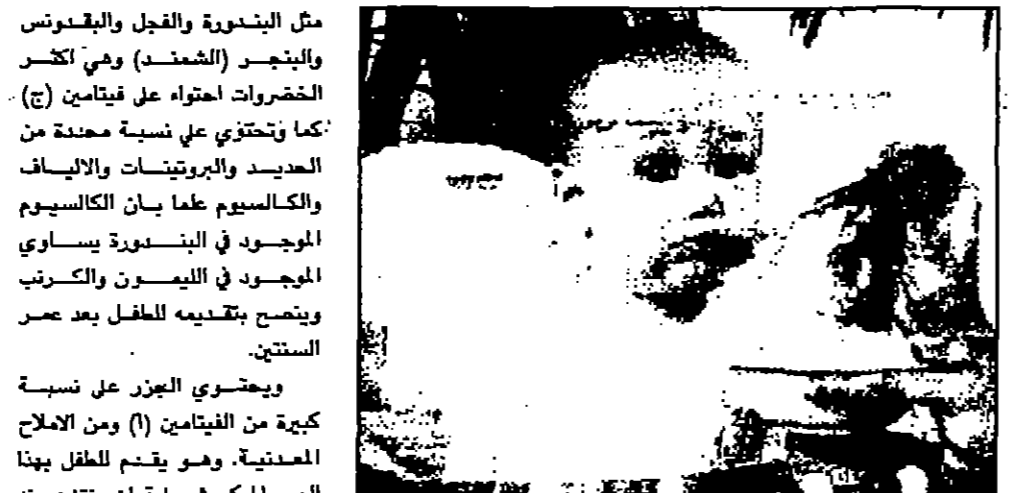 مثل البندورة والفجل والبقدونس
والبنجر (الشمند) وهي اكثر
الخضروات احتواء على فيتامين (ج)
كما وتحتوي على نسبة محددة من
الحديد والبروتينات والالياف
والكالسيوم علما بان الكالسيوم
الموجود في البندورة يساوي
الموجود في الليمون والكرنب
وينصح بتقديمه للطفل بعد عمر
السنتين.
ويحتوي الجزر على نسبة
كبيرة من الفيتامين (أ) ومن الاملاح
المعدنية. وهو يقدم للطفل بهذا